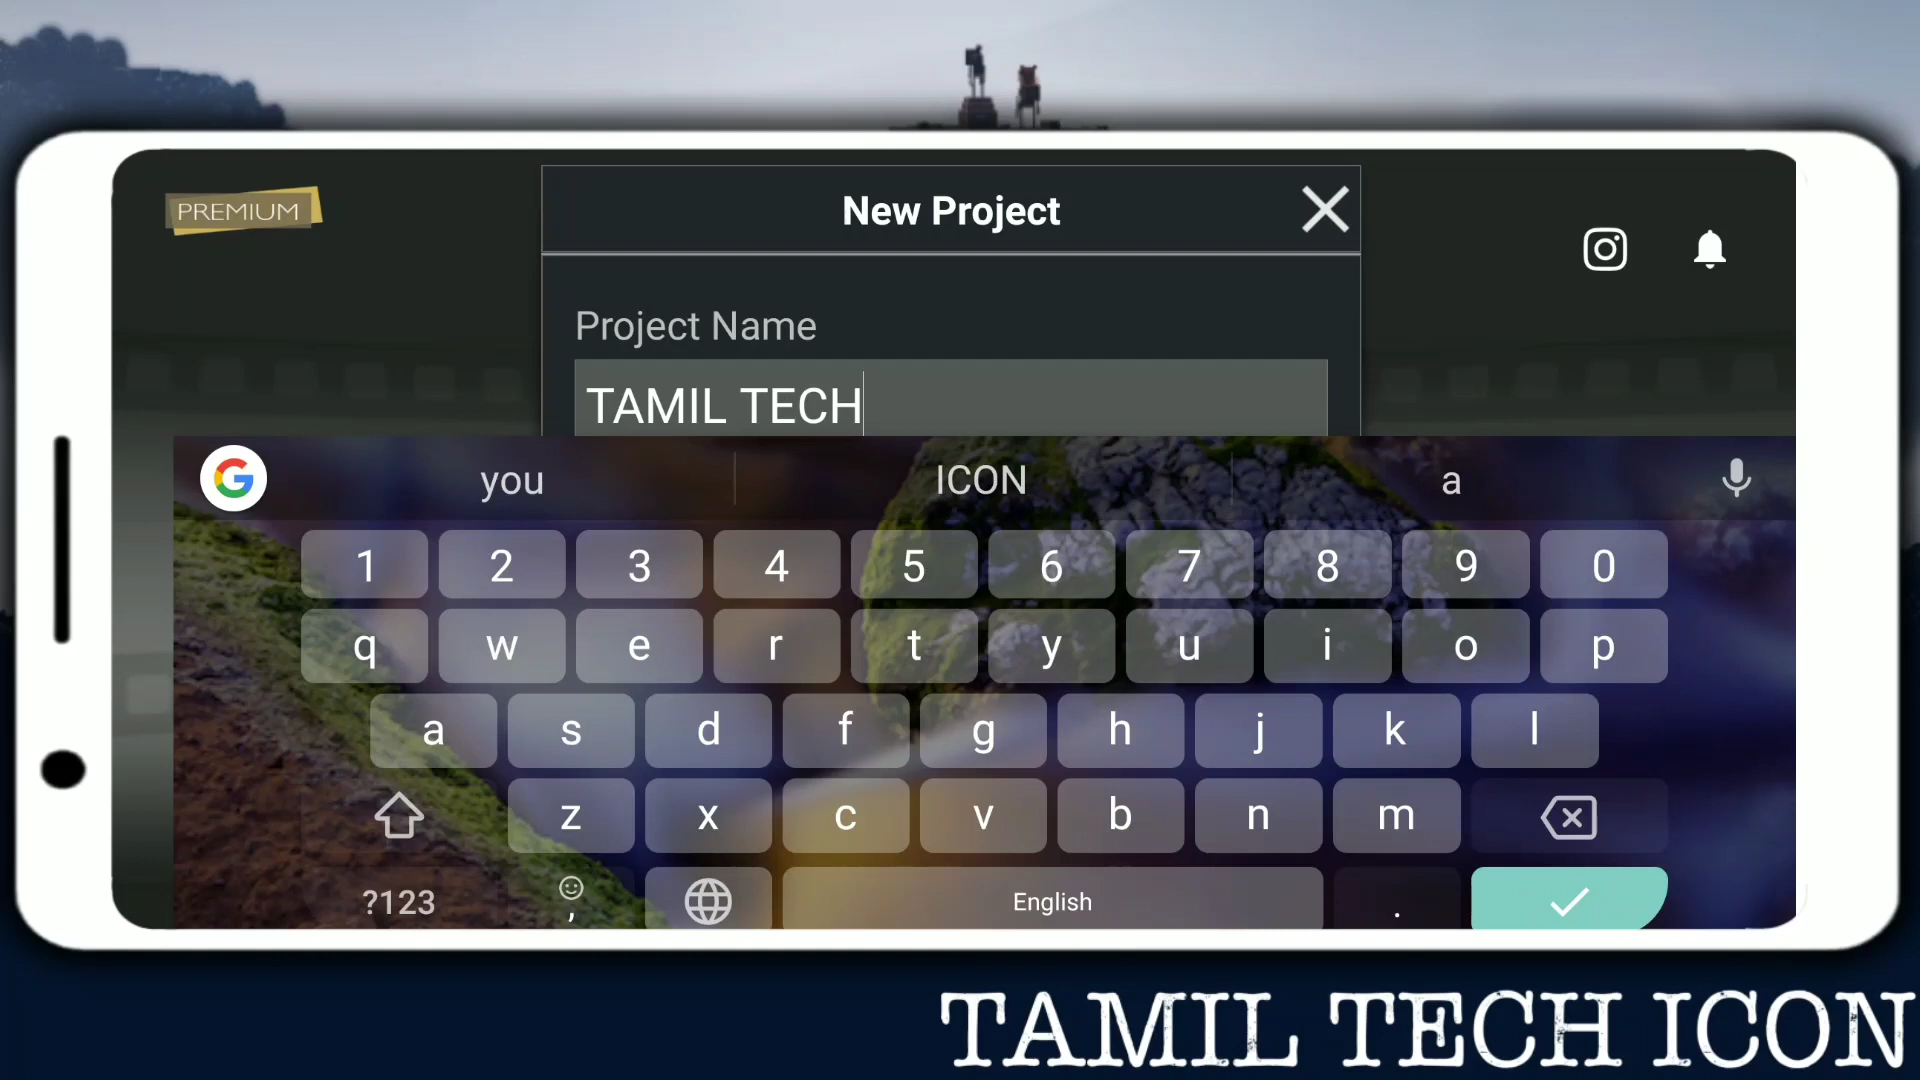 PREMIUM
New Project
Project Name
TAMIL TECH
you ICON a
1 2 3 4 5 6 7 8 9 0
q w e r t y u i o p
a s d f g h j k l
z x c v b n m
?123 , English .
TAMIL TECH ICON